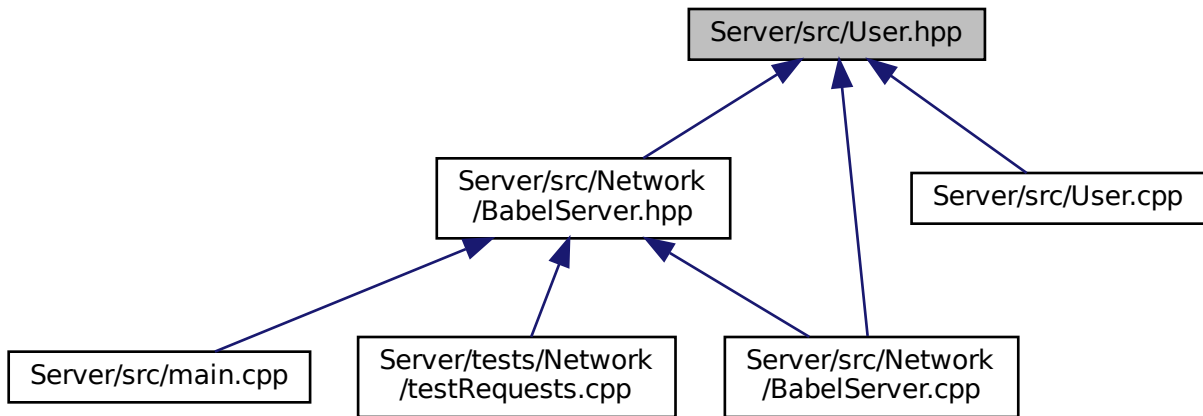 Server/src/User.hpp
Server/src/Network
/BabelServer.hpp
Server/src/User.cpp
Server/src/main.cpp
Server/tests/Network
/testRequests.cpp
Server/src/Network
/BabelServer.cpp